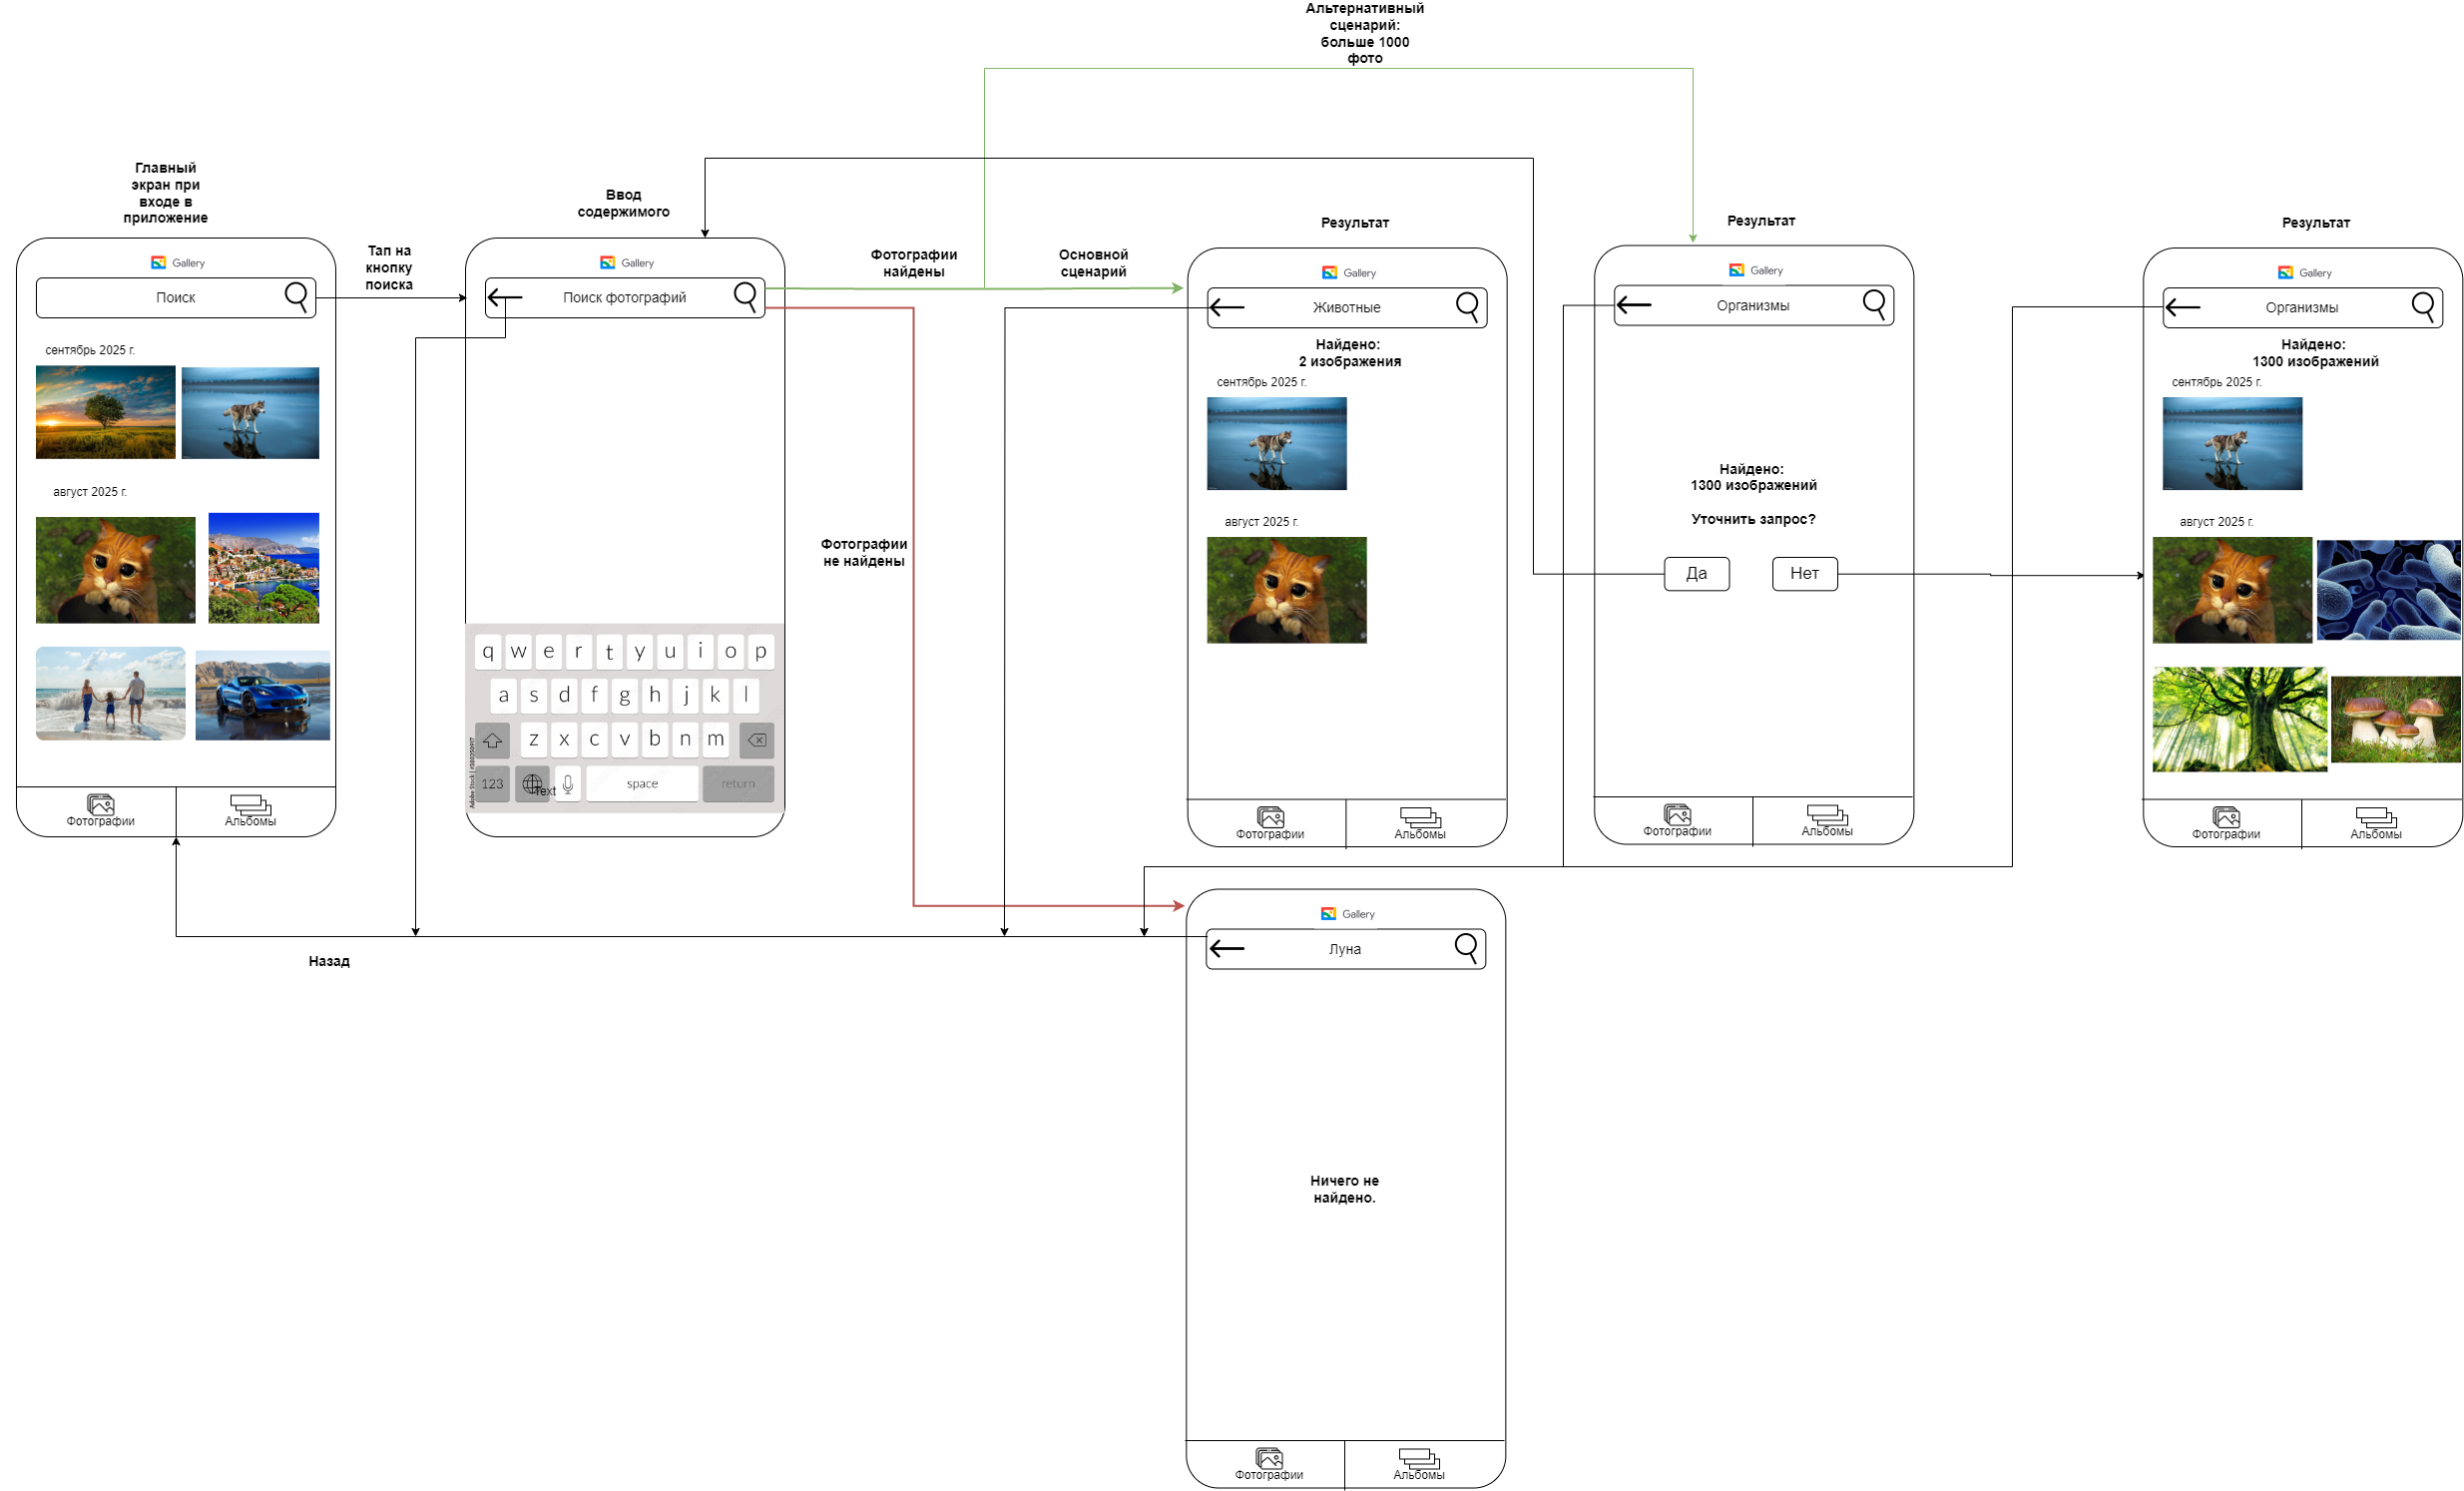 Альтернативный
сценарий:
больше 1000
фото
Главный
экран при
входе в
приложение
Тап на
кнопку
поиска
Ввод
содержимого
Фотографии
найдены
Основной
сценарий
Результат
Результат
Результат
Gallery
Поиск
сентябрь 2025 г.
август 2025 г.
Фотографии
Альбомы
Gallery
Поиск фотографий
q w e r t y u i o p
a s d f g h j k l
z x c v b n m
123
Text
space
return
Adobe Stock | #360250917
Фотографии
не найдены
Gallery
Животные
Найдено:
2 изображения
сентябрь 2025 г.
август 2025 г.
Фотографии
Альбомы
Gallery
Организмы
Найдено:
1300 изображений
Уточнить запрос?
Да
Нет
Фотографии
Альбомы
Gallery
Организмы
Найдено:
1300 изображений
сентябрь 2025 г.
август 2025 г.
Фотографии
Альбомы
Назад
Gallery
Луна
Ничего не
найдено.
Фотографии
Альбомы